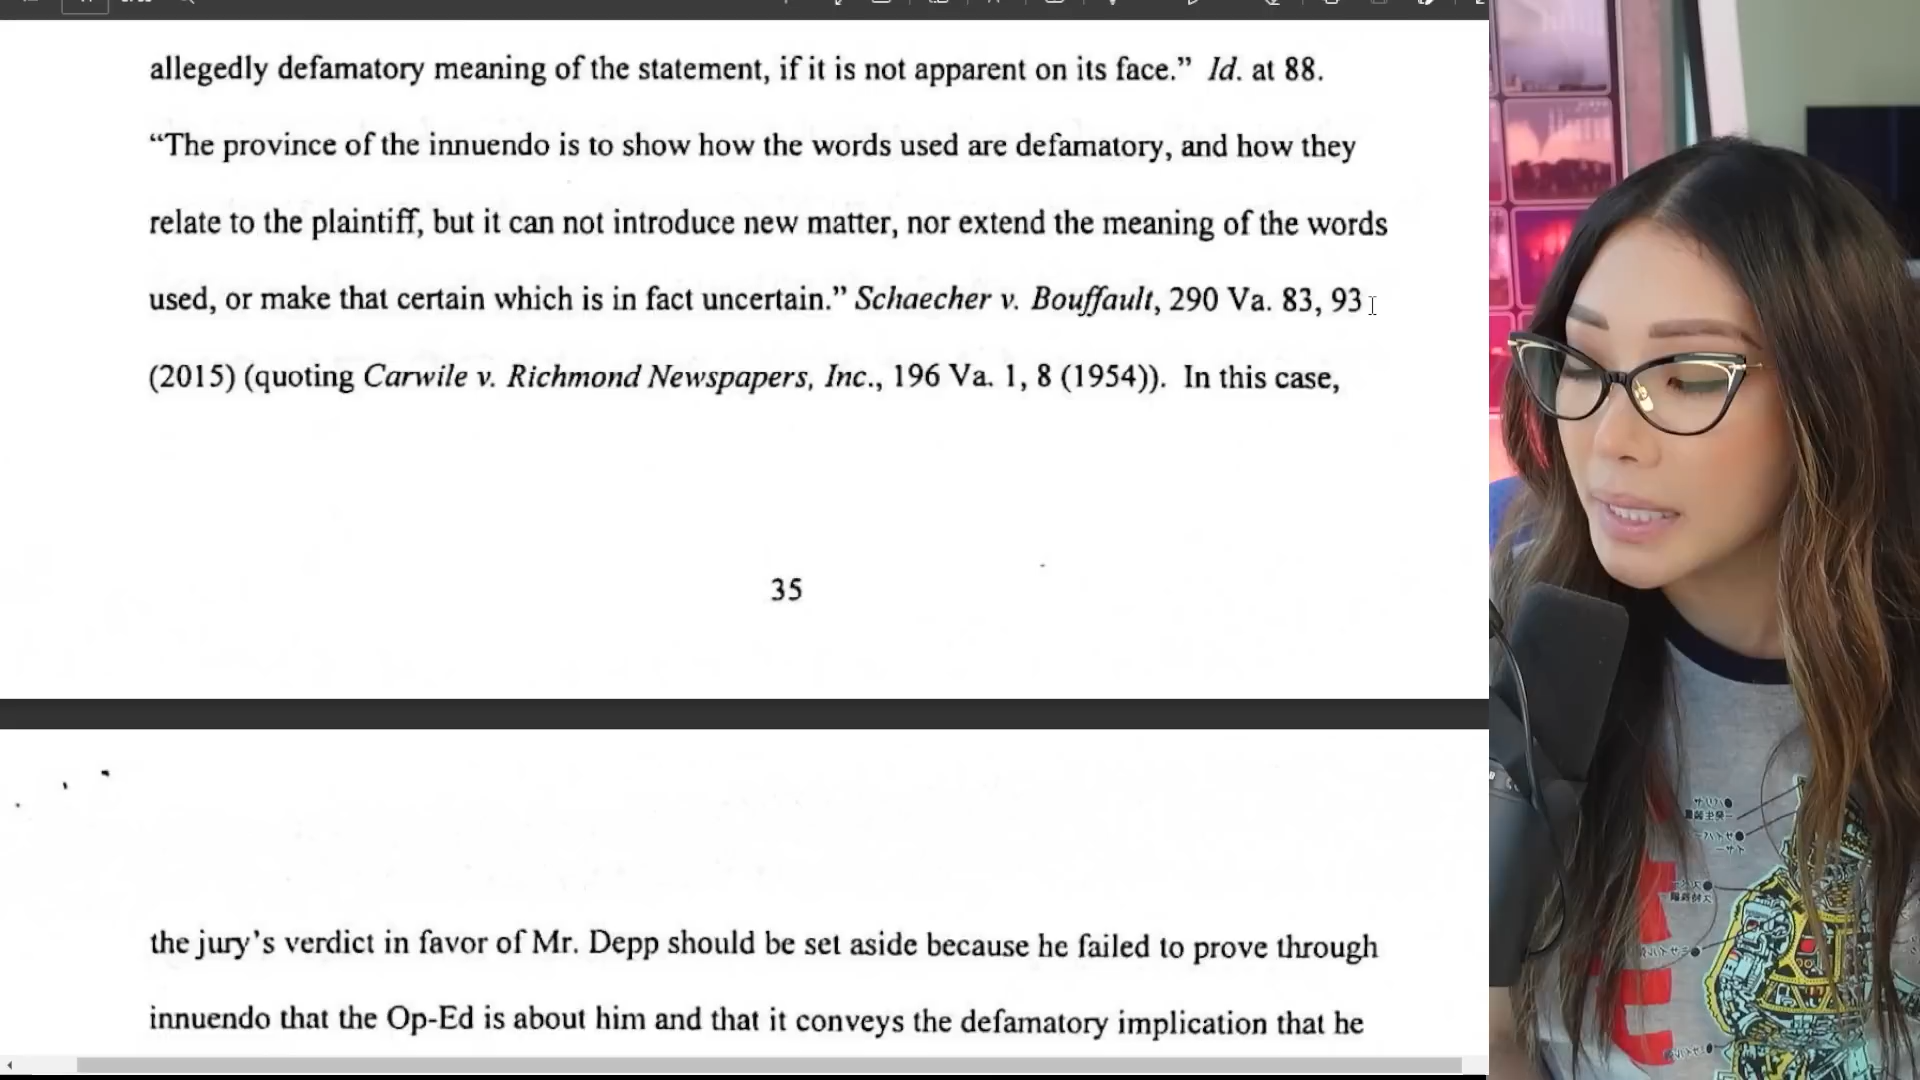 allegedly defamatory meaning of the statement, if it is not apparent on its face.” Id. at 88.
“The province of the innuendo is to show how the words used are defamatory, and how they
relate to the plaintiff, but it can not introduce new matter, nor extend the meaning of the words
used, or make that certain which is in fact uncertain.” Schaecher v. Bouffault, 290 Va. 83, 93
(2015) (quoting Carwile v. Richmond Newspapers, Inc., 196 Va. 1, 8 (1954)). In this case,
35
the jury’s verdict in favor of Mr. Depp should be set aside because he failed to prove through
innuendo that the Op-Ed is about him and that it conveys the defamatory implication that he